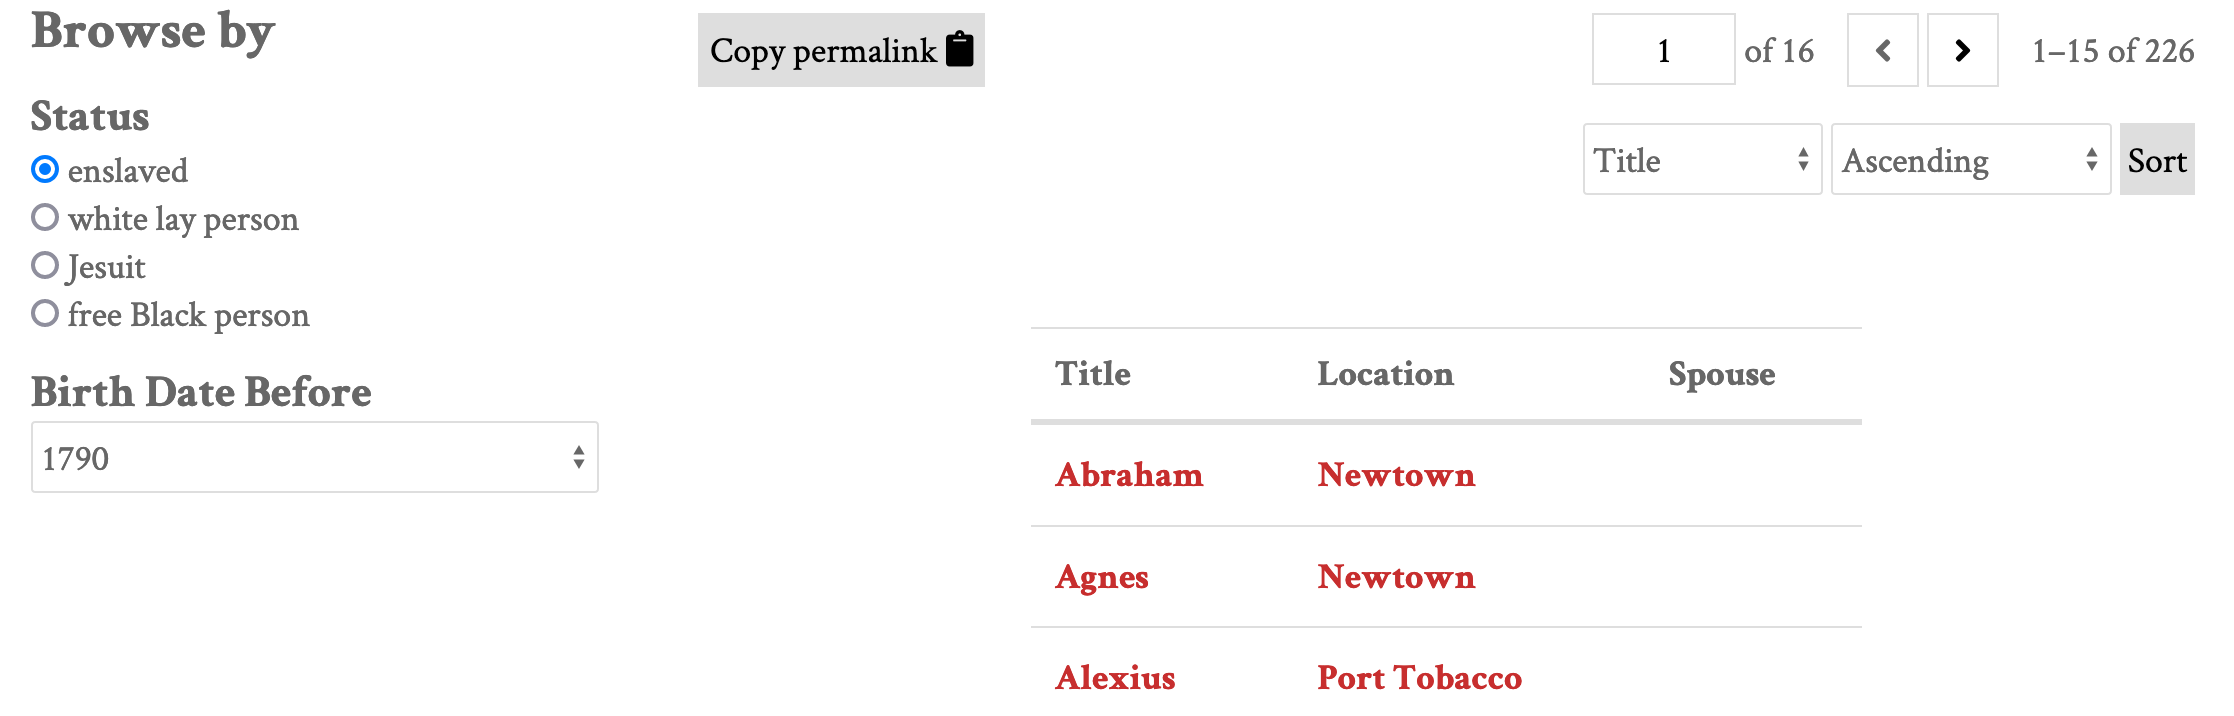 Browse by
Copy permalink
1 of 16
1–15 of 226
Status
enslaved
white lay person
Jesuit
free Black person
Title
Ascending
Sort
Birth Date Before
1790
Title Location Spouse
Abraham Newtown
Agnes Newtown
Alexius Port Tobacco